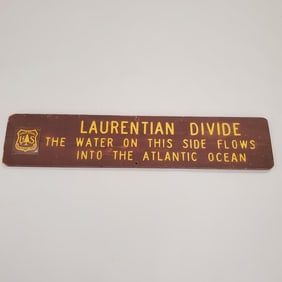 LAURENTIAN DIVIDE
U S
THE WATER ON THIS SIDE FLOWS
INTO THE ATLANTIC OCEAN